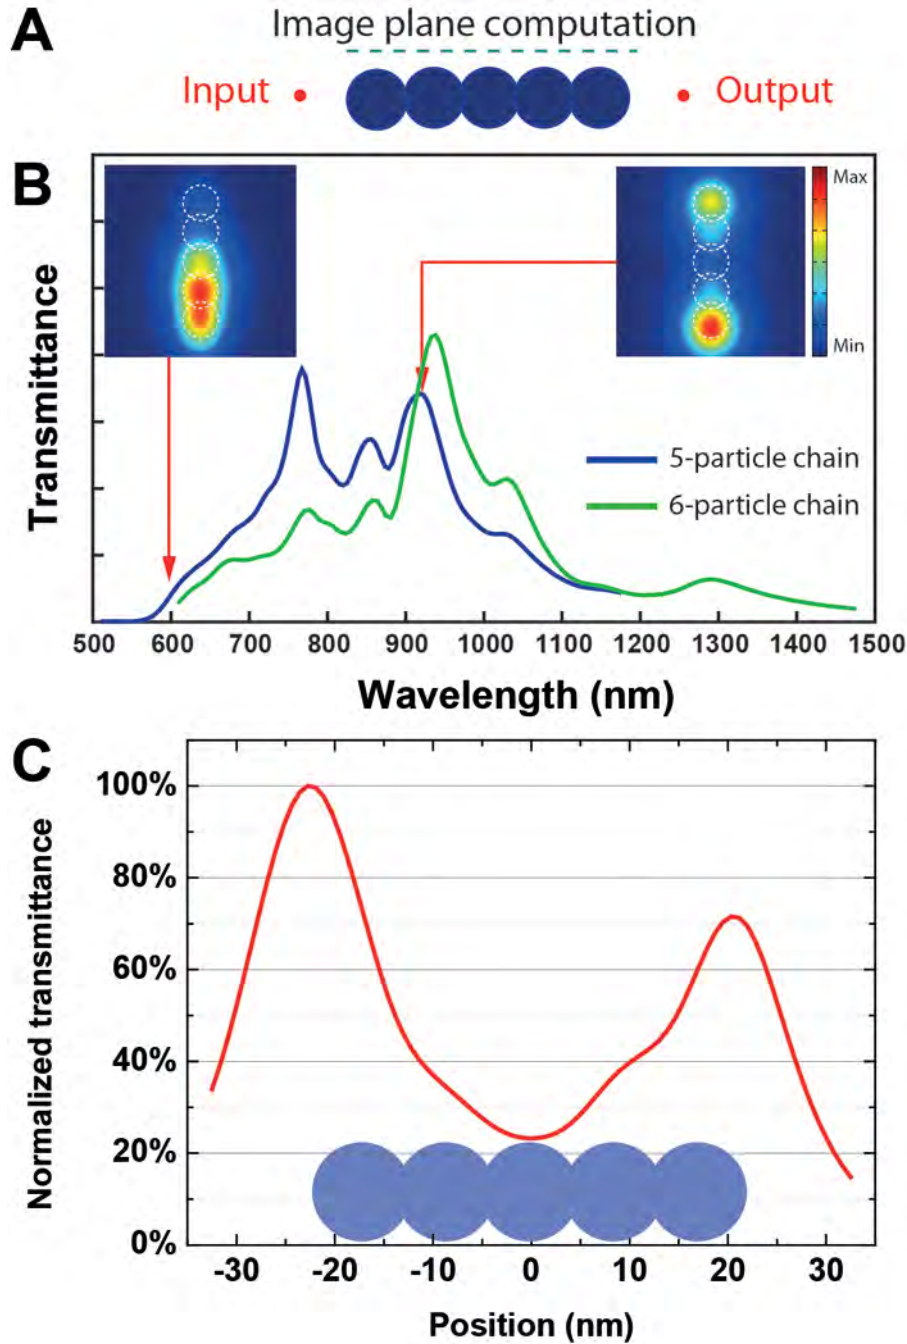 A
Image plane computation
Input
Output
B
Max
Min
Transmittance
5-particle chain
6-particle chain
500 600 700 800 900 1000 1100 1200 1300 1400 1500
Wavelength (nm)
C
Normalized transmittance
100%
80%
60%
40%
20%
0%
-30 -20 -10 0 10 20 30
Position (nm)